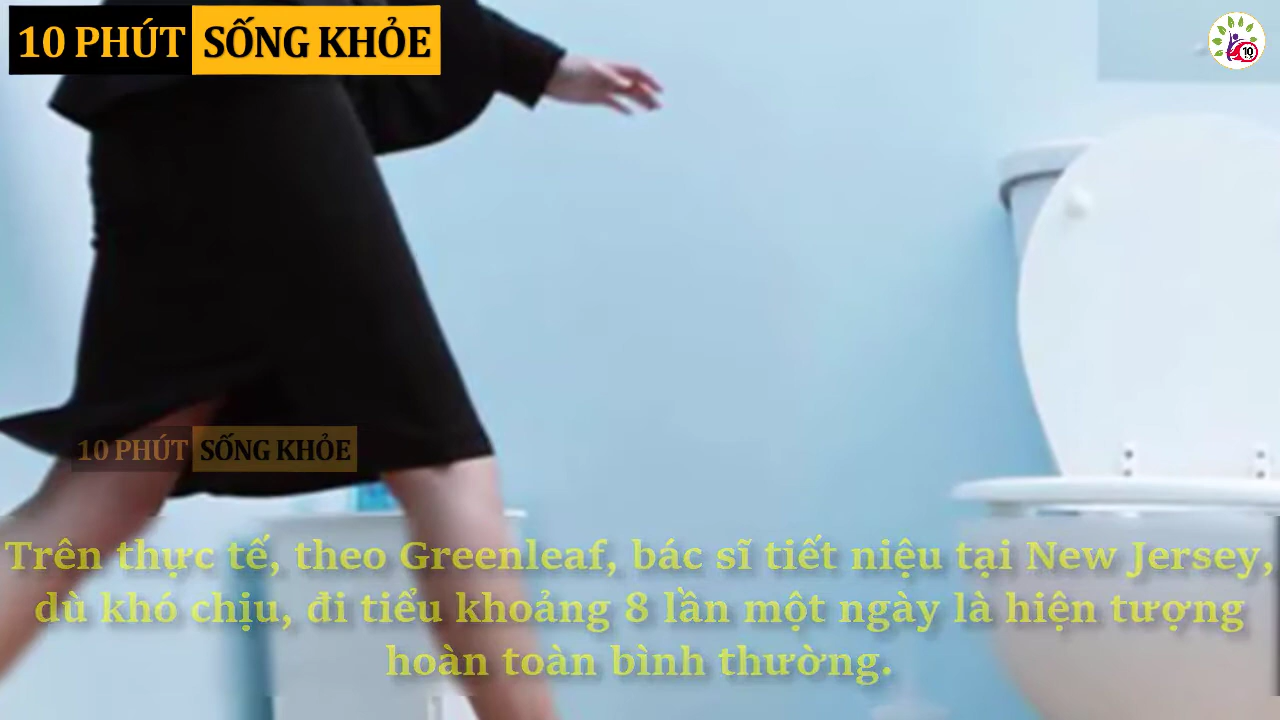 10 PHÚT SỐNG KHỎE
10
10 PHÚT SỐNG KHỎE
Trên thực tế, theo Greenleaf, bác sĩ tiết niệu tại New Jersey,
dù khó chịu, đi tiểu khoảng 8 lần một ngày là hiện tượng
hoàn toàn bình thường.